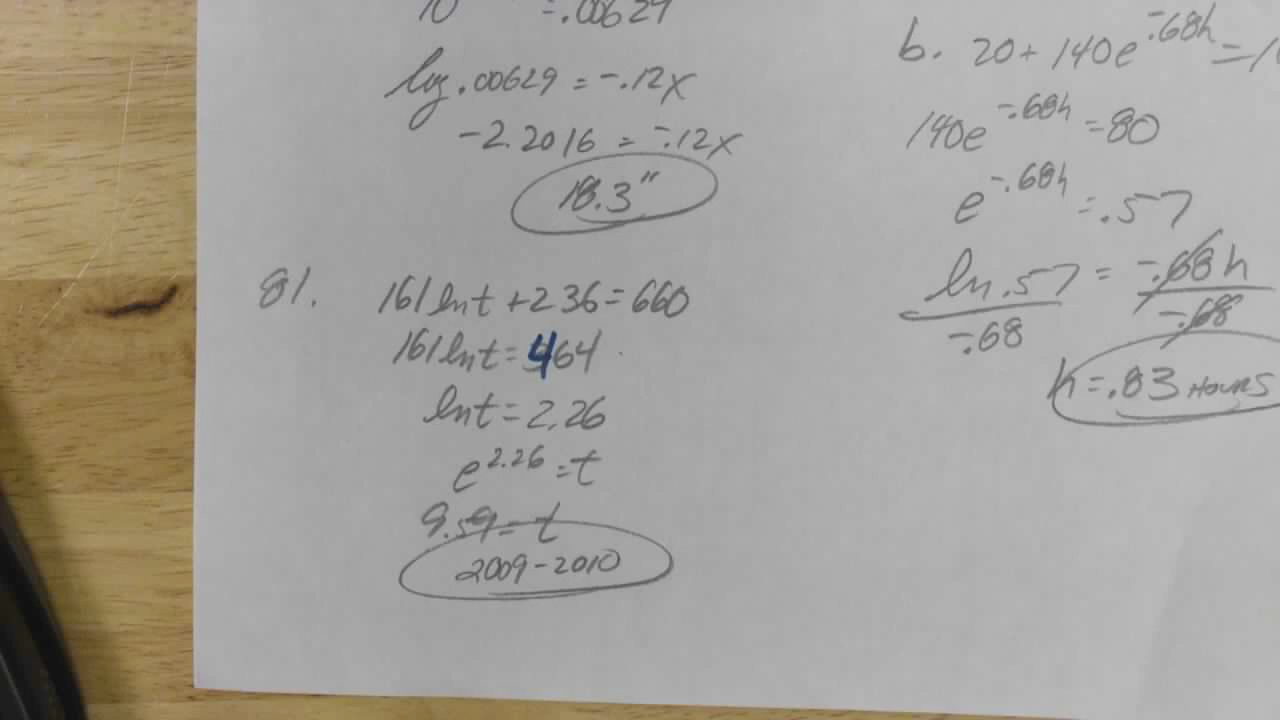 10 =.00629
log .00629 = -.12x
-2.2016 = -.12x
18.3"
81. 161 ln t + 236 = 660
161 ln t = 464
ln t = 2.26
e^2.26 = t
9.59 = t
2009-2010
b. 20 + 140e^-.68h =
140e^-.68h = 80
e^-.68h = .57
ln .57 = -.68h
-.68 -.68
h = .83 HOURS